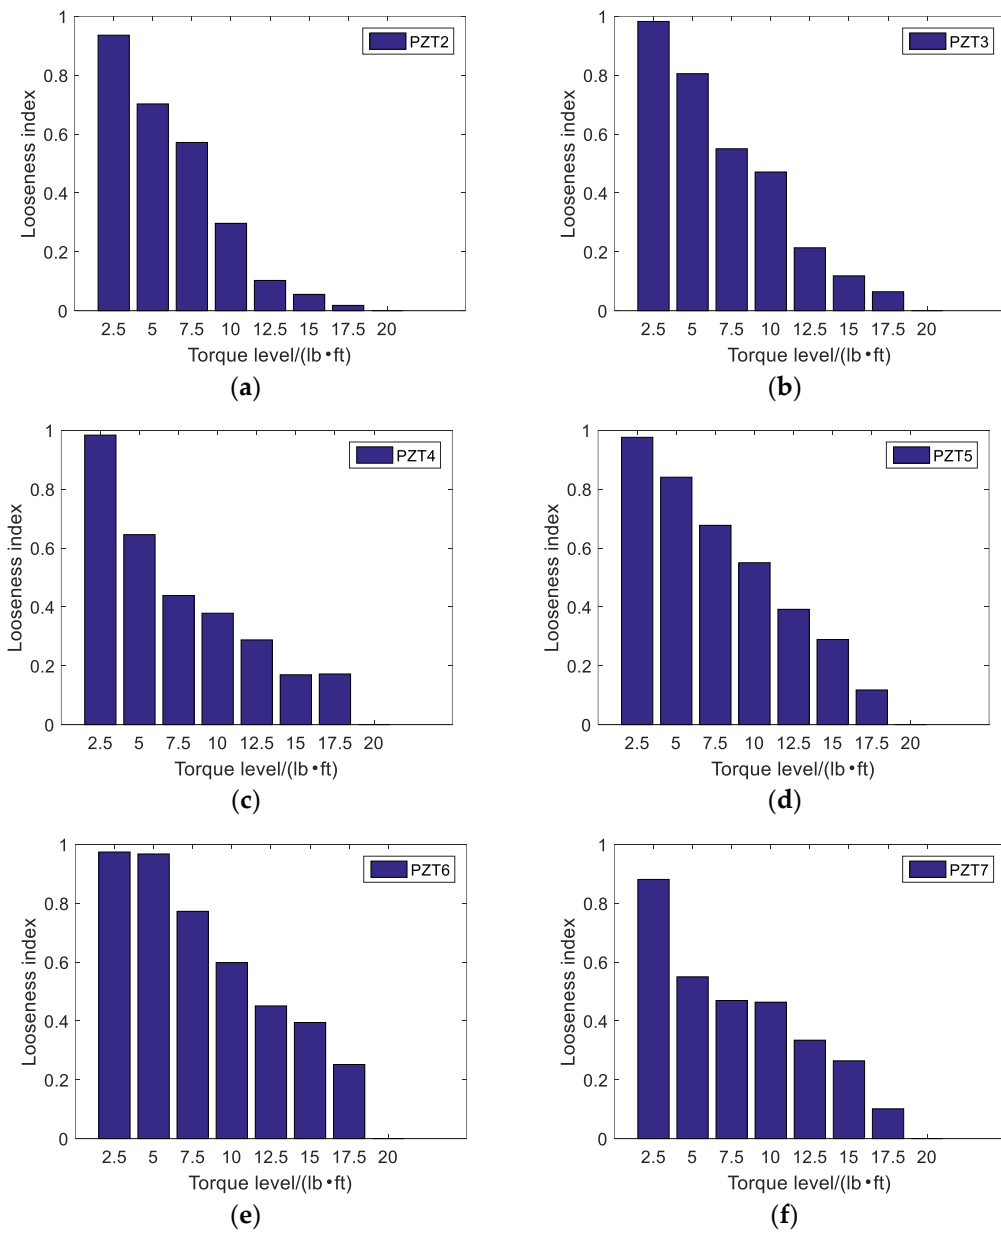 1
0.8
0.6
0.4
0.2
0
Looseness index
PZT2
2.5 5 7.5 10 12.5 15 17.5 20
Torque level/(lb•ft)
(a)
1
0.8
0.6
0.4
0.2
0
Looseness index
PZT3
2.5 5 7.5 10 12.5 15 17.5 20
Torque level/(lb•ft)
(b)
1
0.8
0.6
0.4
0.2
0
Looseness index
PZT4
2.5 5 7.5 10 12.5 15 17.5 20
Torque level/(lb•ft)
(c)
1
0.8
0.6
0.4
0.2
0
Looseness index
PZT5
2.5 5 7.5 10 12.5 15 17.5 20
Torque level/(lb•ft)
(d)
1
0.8
0.6
0.4
0.2
0
Looseness index
PZT6
2.5 5 7.5 10 12.5 15 17.5 20
Torque level/(lb•ft)
(e)
1
0.8
0.6
0.4
0.2
0
Looseness index
PZT7
2.5 5 7.5 10 12.5 15 17.5 20
Torque level/(lb•ft)
(f)